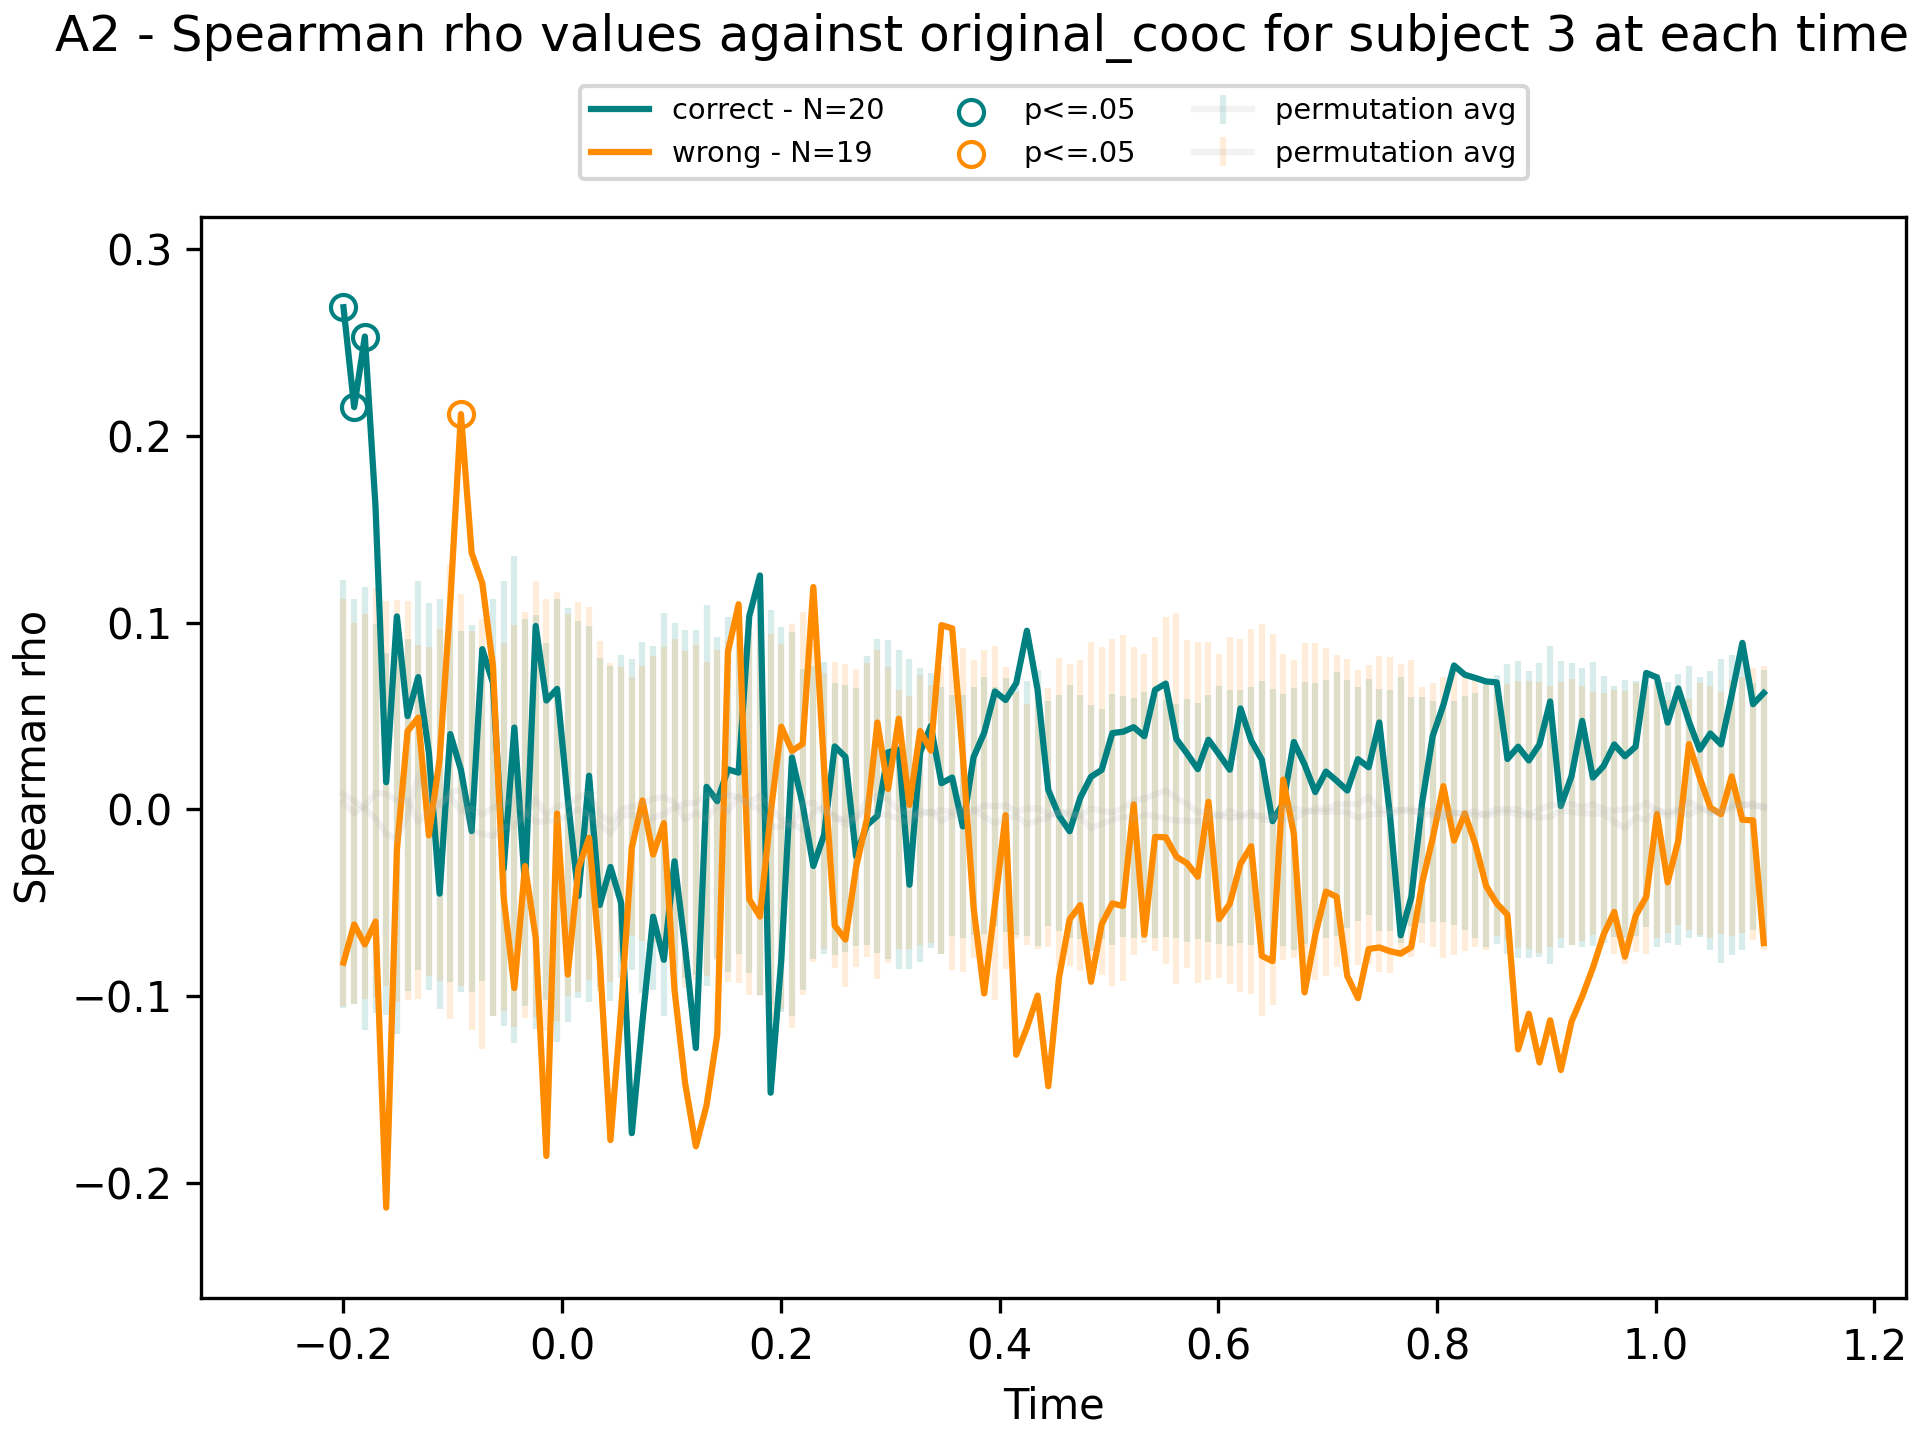 A2 - Spearman rho values against original_cooc for subject 3 at each time
correct - N=20 p<=.05 permutation avg
wrong - N=19 p<=.05 permutation avg
0.3
0.2
0.1
0.0
−0.1
−0.2
Spearman rho
−0.2 0.0 0.2 0.4 0.6 0.8 1.0 1.2
Time